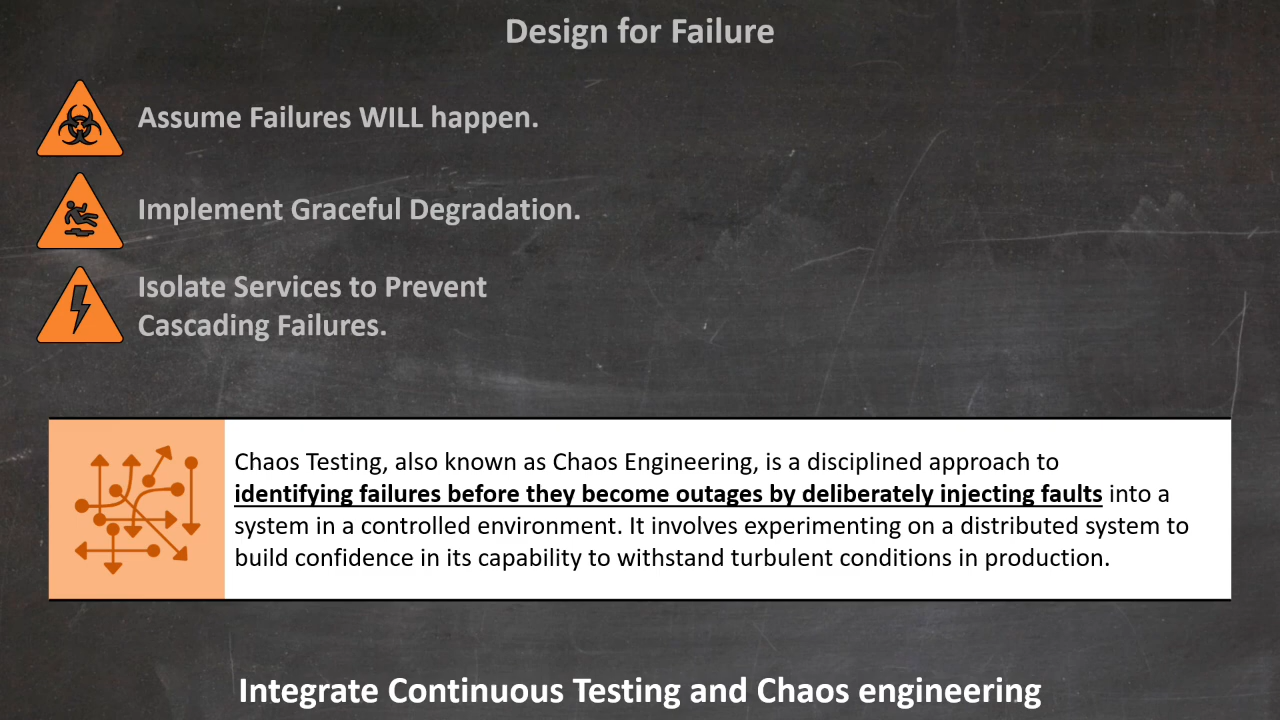 Design for Failure
Assume Failures WILL happen.
Implement Graceful Degradation.
Isolate Services to Prevent
Cascading Failures.
Chaos Testing, also known as Chaos Engineering, is a disciplined approach to
identifying failures before they become outages by deliberately injecting faults into a
system in a controlled environment. It involves experimenting on a distributed system to
build confidence in its capability to withstand turbulent conditions in production.
Integrate Continuous Testing and Chaos engineering